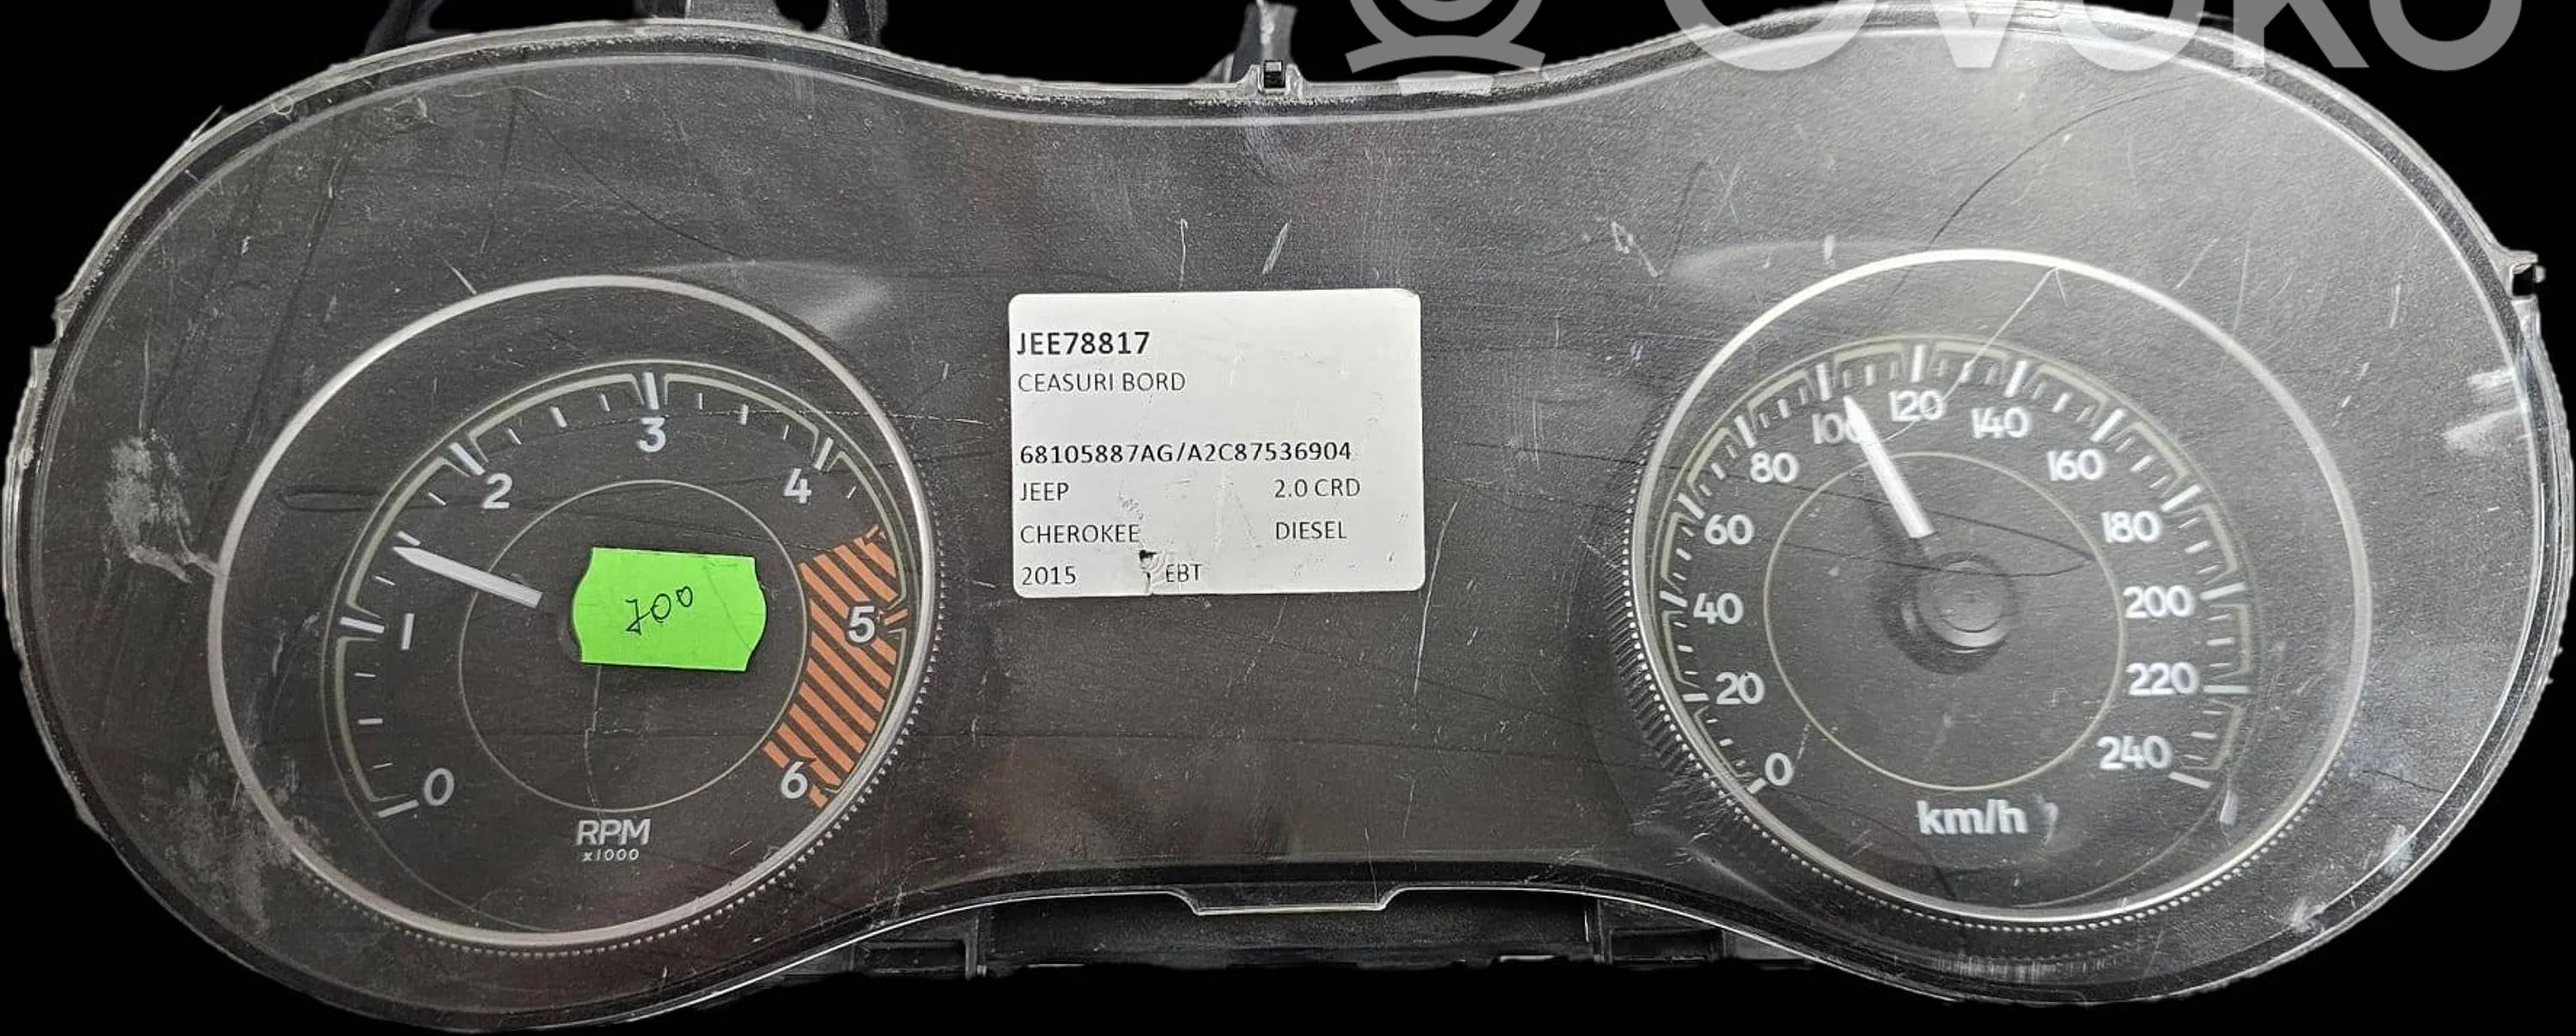 OVOKO
JEE78817
CEASURI BORD
68105887AG/A2C87536904
JEEP 2.0 CRD
CHEROKEE DIESEL
2015 EBT
700
0
1
2
3
4
5
6
RPM
x1000
0
20
40
60
80
100
120
140
160
180
200
220
240
km/h